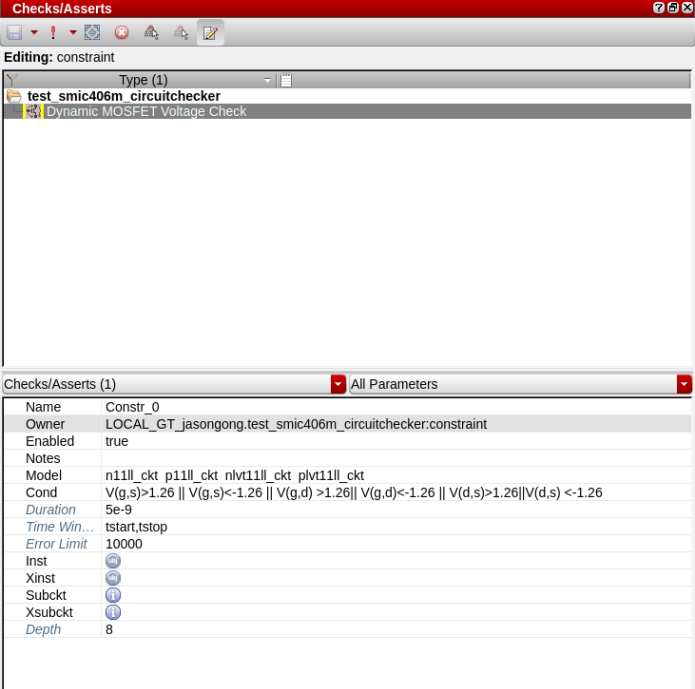 Checks/Asserts
Editing: constraint
Type (1)
test_smic406m_circuitchecker
Dynamic MOSFET Voltage Check
Checks/Asserts (1) All Parameters
Name Constr_0
Owner LOCAL_GT_jasongong.test_smic406m_circuitchecker:constraint
Enabled true
Notes
Model n11ll_ckt p11ll_ckt nlvt11ll_ckt plvt11ll_ckt
Cond V(g,s)>1.26 || V(g,s)<-1.26 || V(g,d) >1.26|| V(g,d)<-1.26 || V(d,s)>1.26||V(d,s) <-1.26
Duration 5e-9
Time Win... tstart,tstop
Error Limit 10000
Inst
Xinst
Subckt
Xsubckt
Depth 8